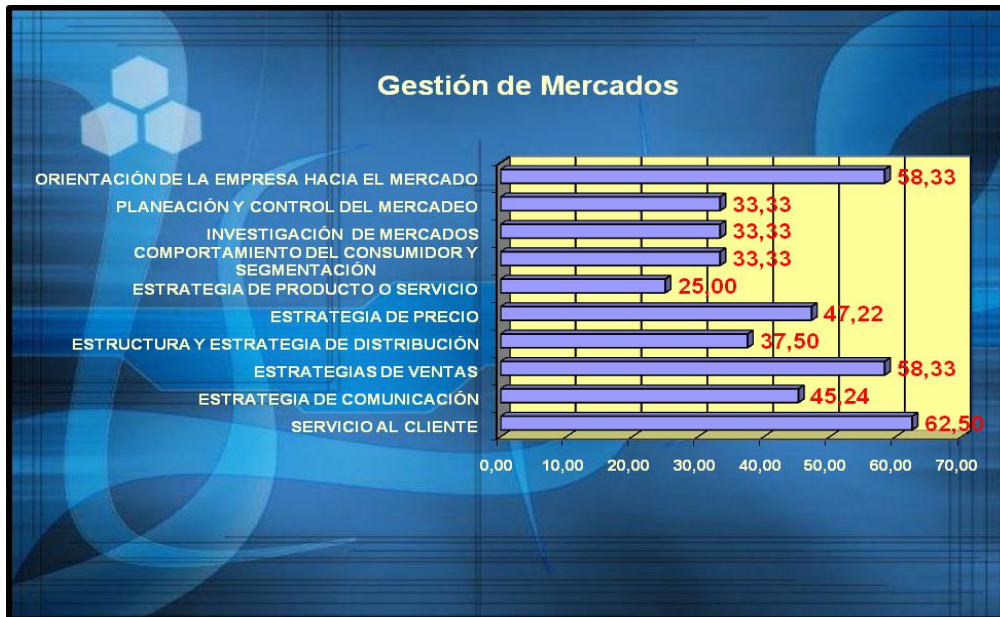 Gestión de Mercados
ORIENTACIÓN DE LA EMPRESA HACIA EL MERCADO
58,33
PLANEACIÓN Y CONTROL DEL MERCADEO
33,33
INVESTIGACIÓN DE MERCADOS
33,33
COMPORTAMIENTO DEL CONSUMIDOR Y
SEGMENTACIÓN
33,33
ESTRATEGIA DE PRODUCTO O SERVICIO
25,00
ESTRATEGIA DE PRECIO
47,22
ESTRUCTURA Y ESTRATEGIA DE DISTRIBUCIÓN
37,50
ESTRATEGIAS DE VENTAS
58,33
ESTRATEGIA DE COMUNICACIÓN
45,24
SERVICIO AL CLIENTE
62,50
0,00 10,00 20,00 30,00 40,00 50,00 60,00 70,00